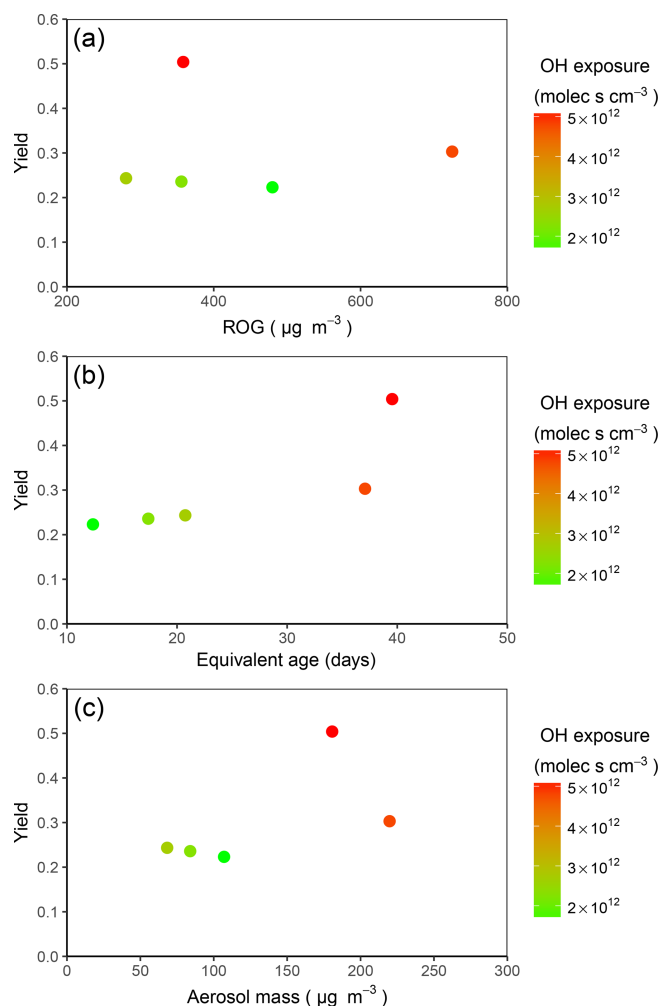 (a)
0.6
0.5
0.4
0.3
0.2
0.1
0.0
Yield
200 400 600 800
ROG ( µg m⁻³ )
OH exposure
(molec s cm⁻³ )
5×10¹²
4×10¹²
3×10¹²
2×10¹²
(b)
0.6
0.5
0.4
0.3
0.2
0.1
0.0
Yield
10 20 30 40 50
Equivalent age (days)
OH exposure
(molec s cm⁻³ )
5×10¹²
4×10¹²
3×10¹²
2×10¹²
(c)
0.6
0.5
0.4
0.3
0.2
0.1
0.0
Yield
0 50 100 150 200 250 300
Aerosol mass ( µg m⁻³ )
OH exposure
(molec s cm⁻³ )
5×10¹²
4×10¹²
3×10¹²
2×10¹²